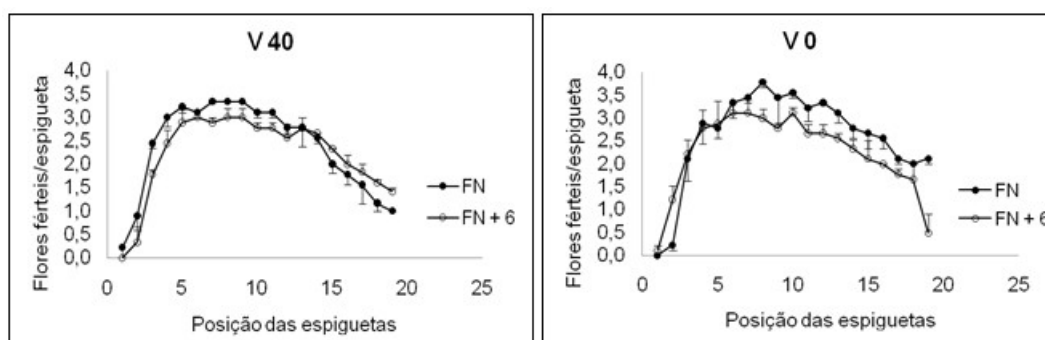 V 40
Flores férteis/espigueta
4,0
3,5
3,0
2,5
2,0
1,5
1,0
0,5
0,0
0 5 10 15 20 25
Posição das espiguetas
FN
FN + 6
V 0
Flores férteis/espigueta
4,0
3,5
3,0
2,5
2,0
1,5
1,0
0,5
0,0
0 5 10 15 20 25
Posição das espiguetas
FN
FN + 6